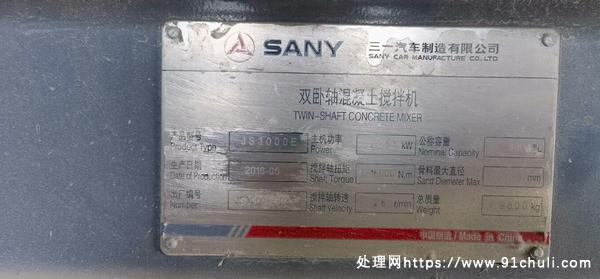 SANY 三一汽车制造有限公司
SANY CAR MANUFACTURE CO.,LTD
双卧轴混凝土搅拌机
TWIN-SHAFT CONCRETE MIXER
产品型号 JS3000E 主机功率 kW 公称容量 L
Product Type Power Nominal Capacity
生产日期 搅拌轴扭矩 N.m 骨料最大直径 mm
Date of Production Shaft Torque Sand Diameter Max
出厂编号 搅拌轴转速 r/min 总质量 kg
Number Shaft Velocity Weight
中国制造/Made in China
处理网https://www.91chuli.com